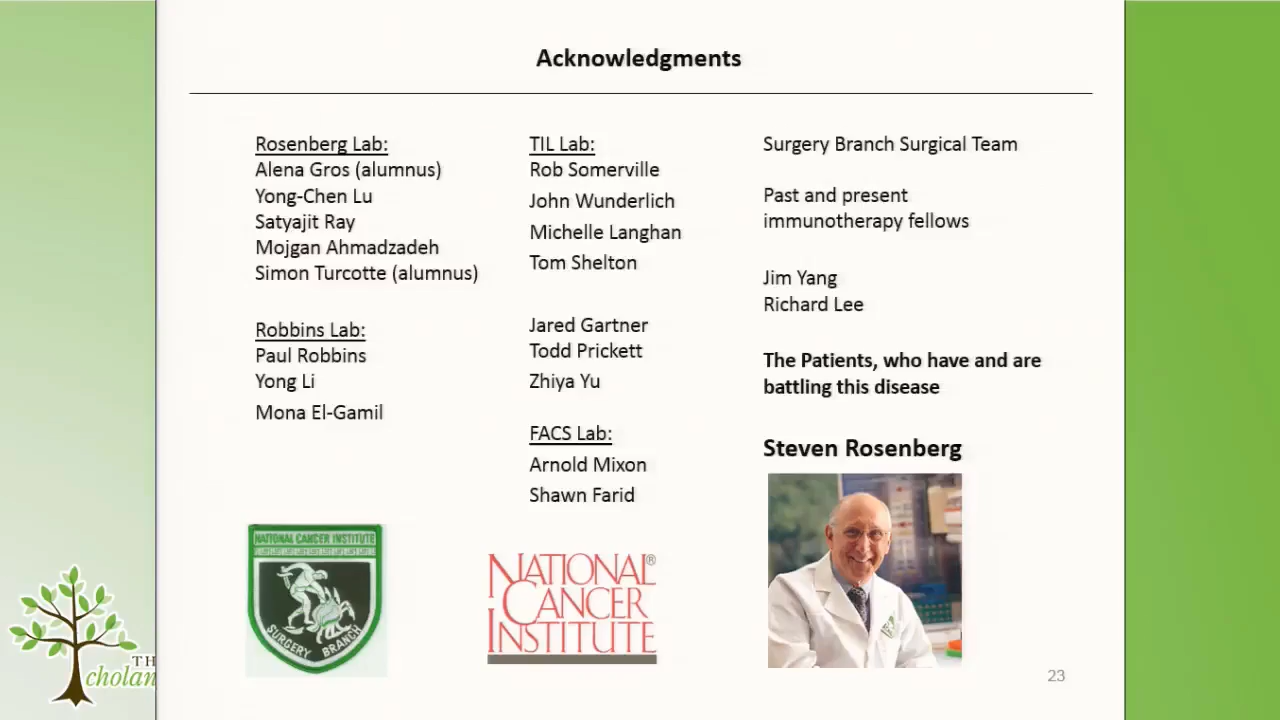 Acknowledgments
Rosenberg Lab:
Alena Gros (alumnus)
Yong-Chen Lu
Satyajit Ray
Mojgan Ahmadzadeh
Simon Turcotte (alumnus)
Robbins Lab:
Paul Robbins
Yong Li
Mona El-Gamil
TIL Lab:
Rob Somerville
John Wunderlich
Michelle Langhan
Tom Shelton
Jared Gartner
Todd Prickett
Zhiya Yu
FACS Lab:
Arnold Mixon
Shawn Farid
Surgery Branch Surgical Team
Past and present
immunotherapy fellows
Jim Yang
Richard Lee
The Patients, who have and are
battling this disease
Steven Rosenberg
NATIONAL CANCER INSTITUTE
SURGERY BRANCH
NATIONAL®
CANCER
INSTITUTE
23
TH
cholan